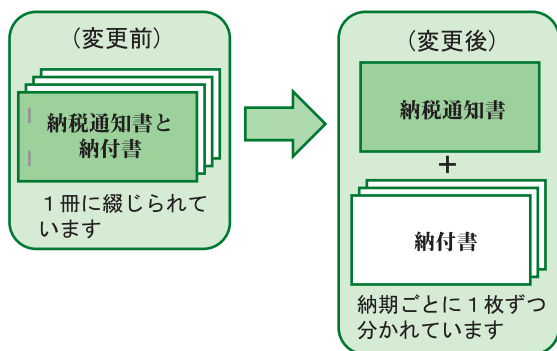 （変更前）
納税通知書と
納付書
１冊に綴じられて
います
（変更後）
納税通知書
＋
納付書
納期ごとに１枚ずつ
分かれています